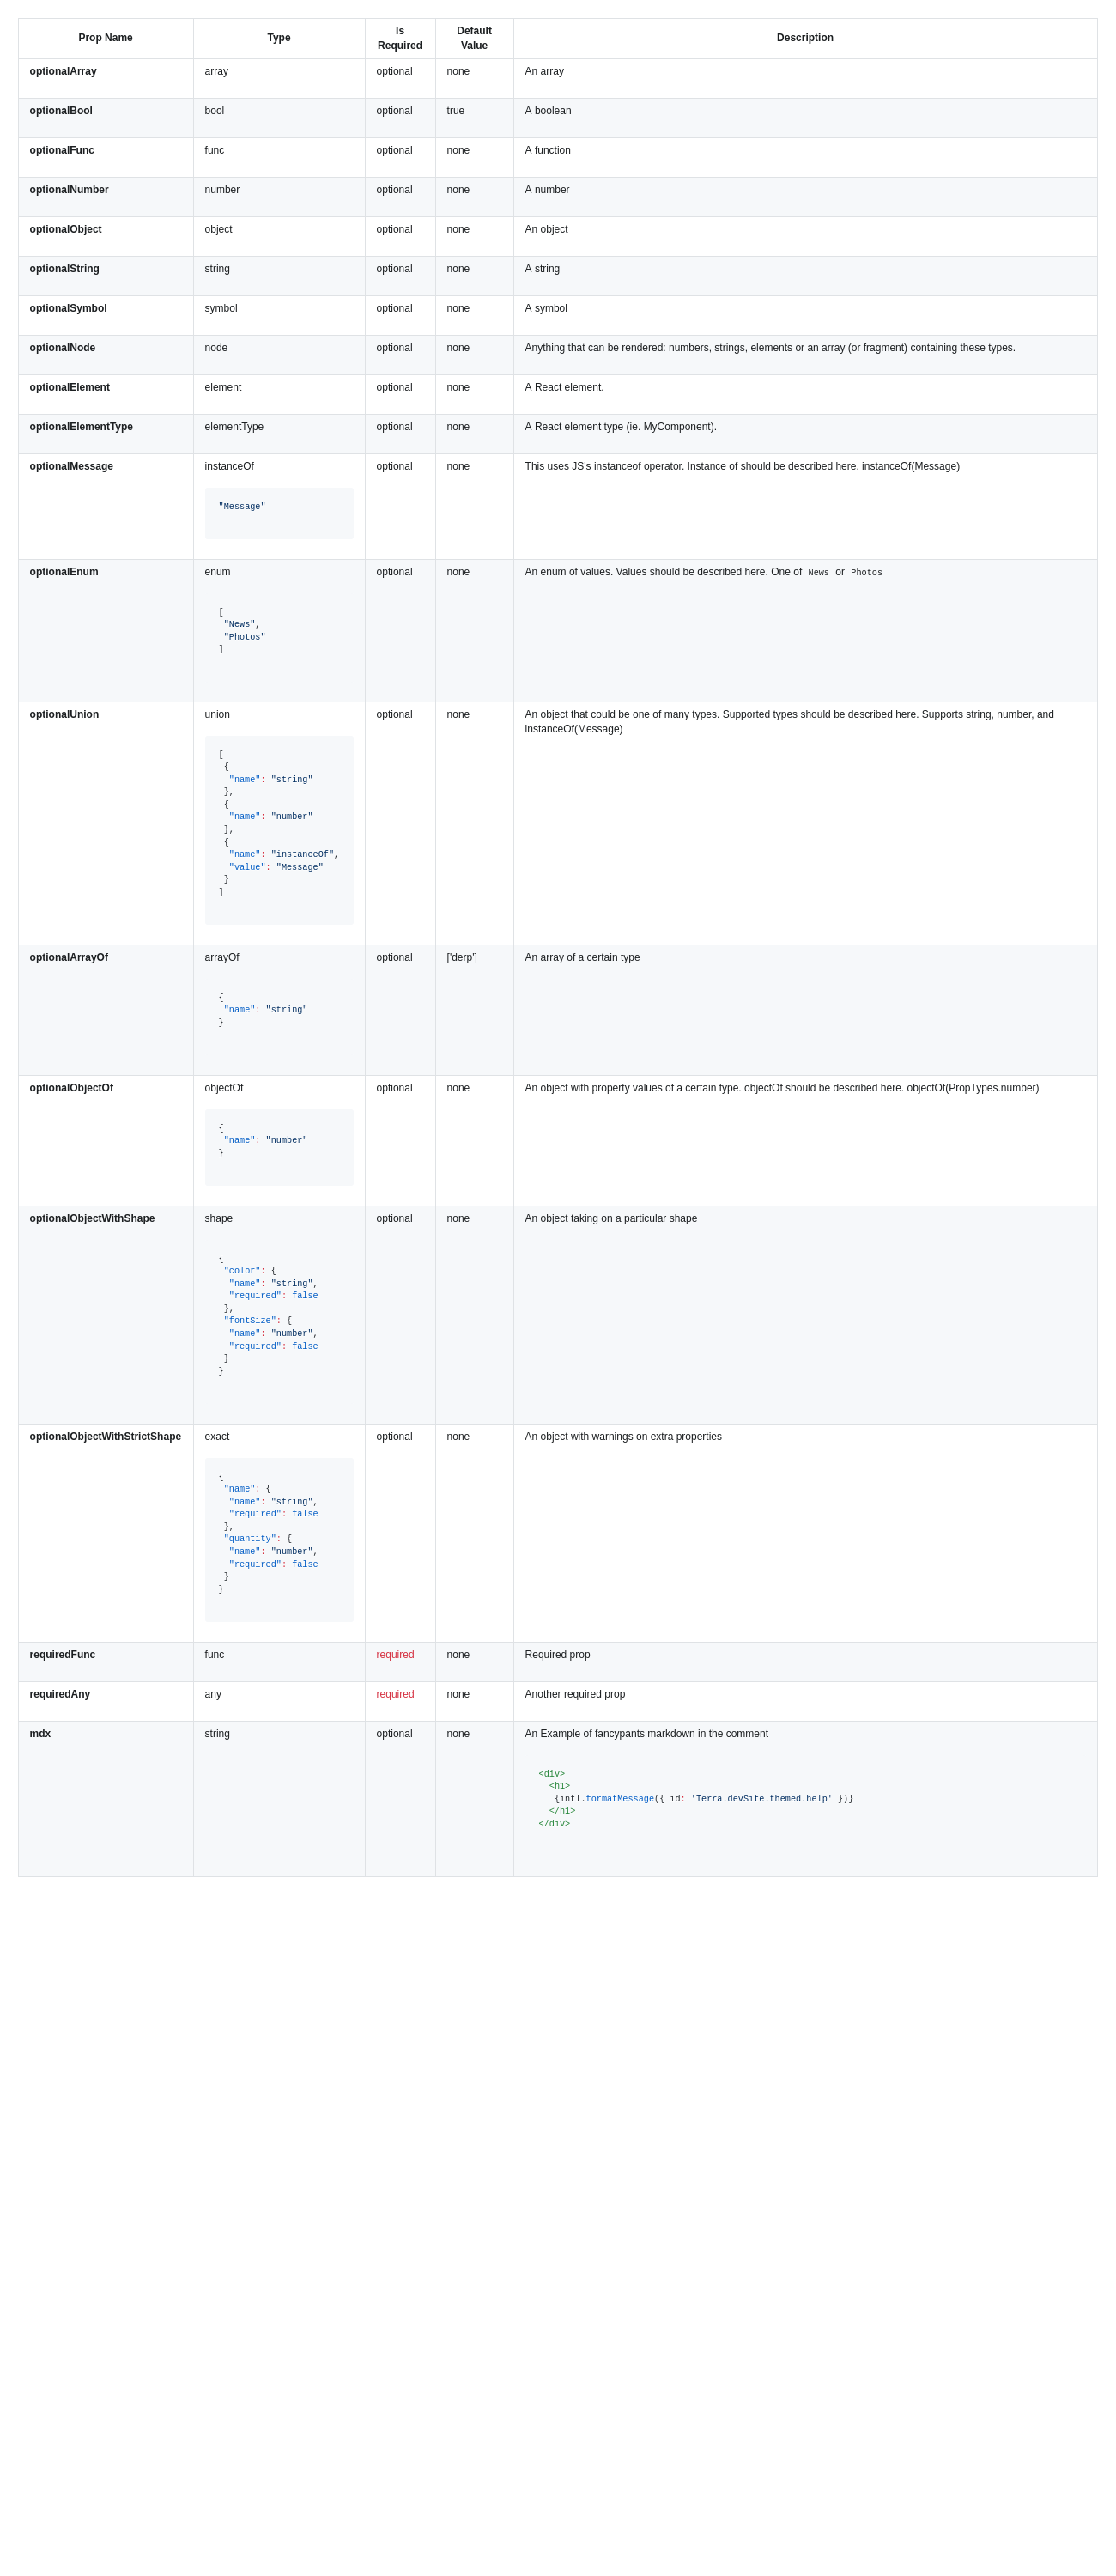 Prop Name Type Is Required Default Value Description
optionalArray array optional none An array
optionalBool bool optional true A boolean
optionalFunc func optional none A function
optionalNumber number optional none A number
optionalObject object optional none An object
optionalString string optional none A string
optionalSymbol symbol optional none A symbol
optionalNode node optional none Anything that can be rendered: numbers, strings, elements or an array (or fragment) containing these types.
optionalElement element optional none A React element.
optionalElementType elementType optional none A React element type (ie. MyComponent).
optionalMessage instanceOf optional none This uses JS's instanceof operator. Instance of should be described here. instanceOf(Message)
"Message"
optionalEnum enum optional none An enum of values. Values should be described here. One of News or Photos
[
"News",
"Photos"
]
optionalUnion union optional none An object that could be one of many types. Supported types should be described here. Supports string, number, and
instanceOf(Message)
[
{
"name": "string"
},
{
"name": "number"
},
{
"name": "instanceOf",
"value": "Message"
}
]
optionalArrayOf arrayOf optional ['derp'] An array of a certain type
{
"name": "string"
}
optionalObjectOf objectOf optional none An object with property values of a certain type. objectOf should be described here. objectOf(PropTypes.number)
{
"name": "number"
}
optionalObjectWithShape shape optional none An object taking on a particular shape
{
"color": {
"name": "string",
"required": false
},
"fontSize": {
"name": "number",
"required": false
}
}
optionalObjectWithStrictShape exact optional none An object with warnings on extra properties
{
"name": {
"name": "string",
"required": false
},
"quantity": {
"name": "number",
"required": false
}
}
requiredFunc func required none Required prop
requiredAny any required none Another required prop
mdx string optional none An Example of fancypants markdown in the comment
<div>
<h1>
{intl.formatMessage({ id: 'Terra.devSite.themed.help' })}
</h1>
</div>